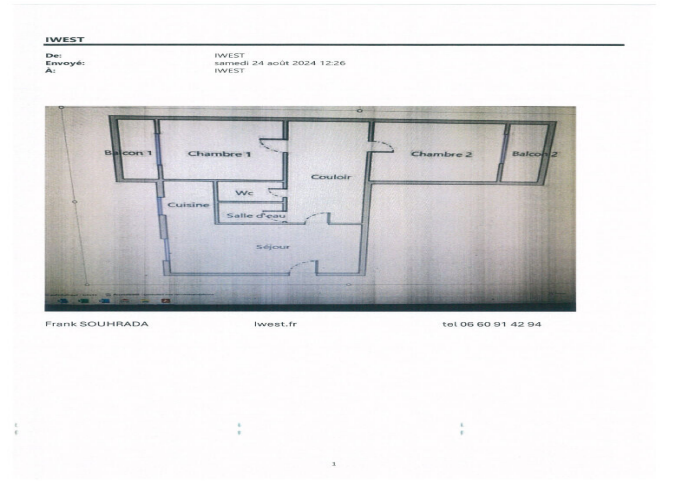 IWEST
De: IWEST
Envoyé: samedi 24 août 2024 12:26
À: IWEST
Balcon 1
Chambre 1
Couloir
Chambre 2
Balcon 2
Wc
Cuisine
Salle d'eau
Séjour
Frank SOUHRADA Iwest.fr tel 06 60 91 42 94
1